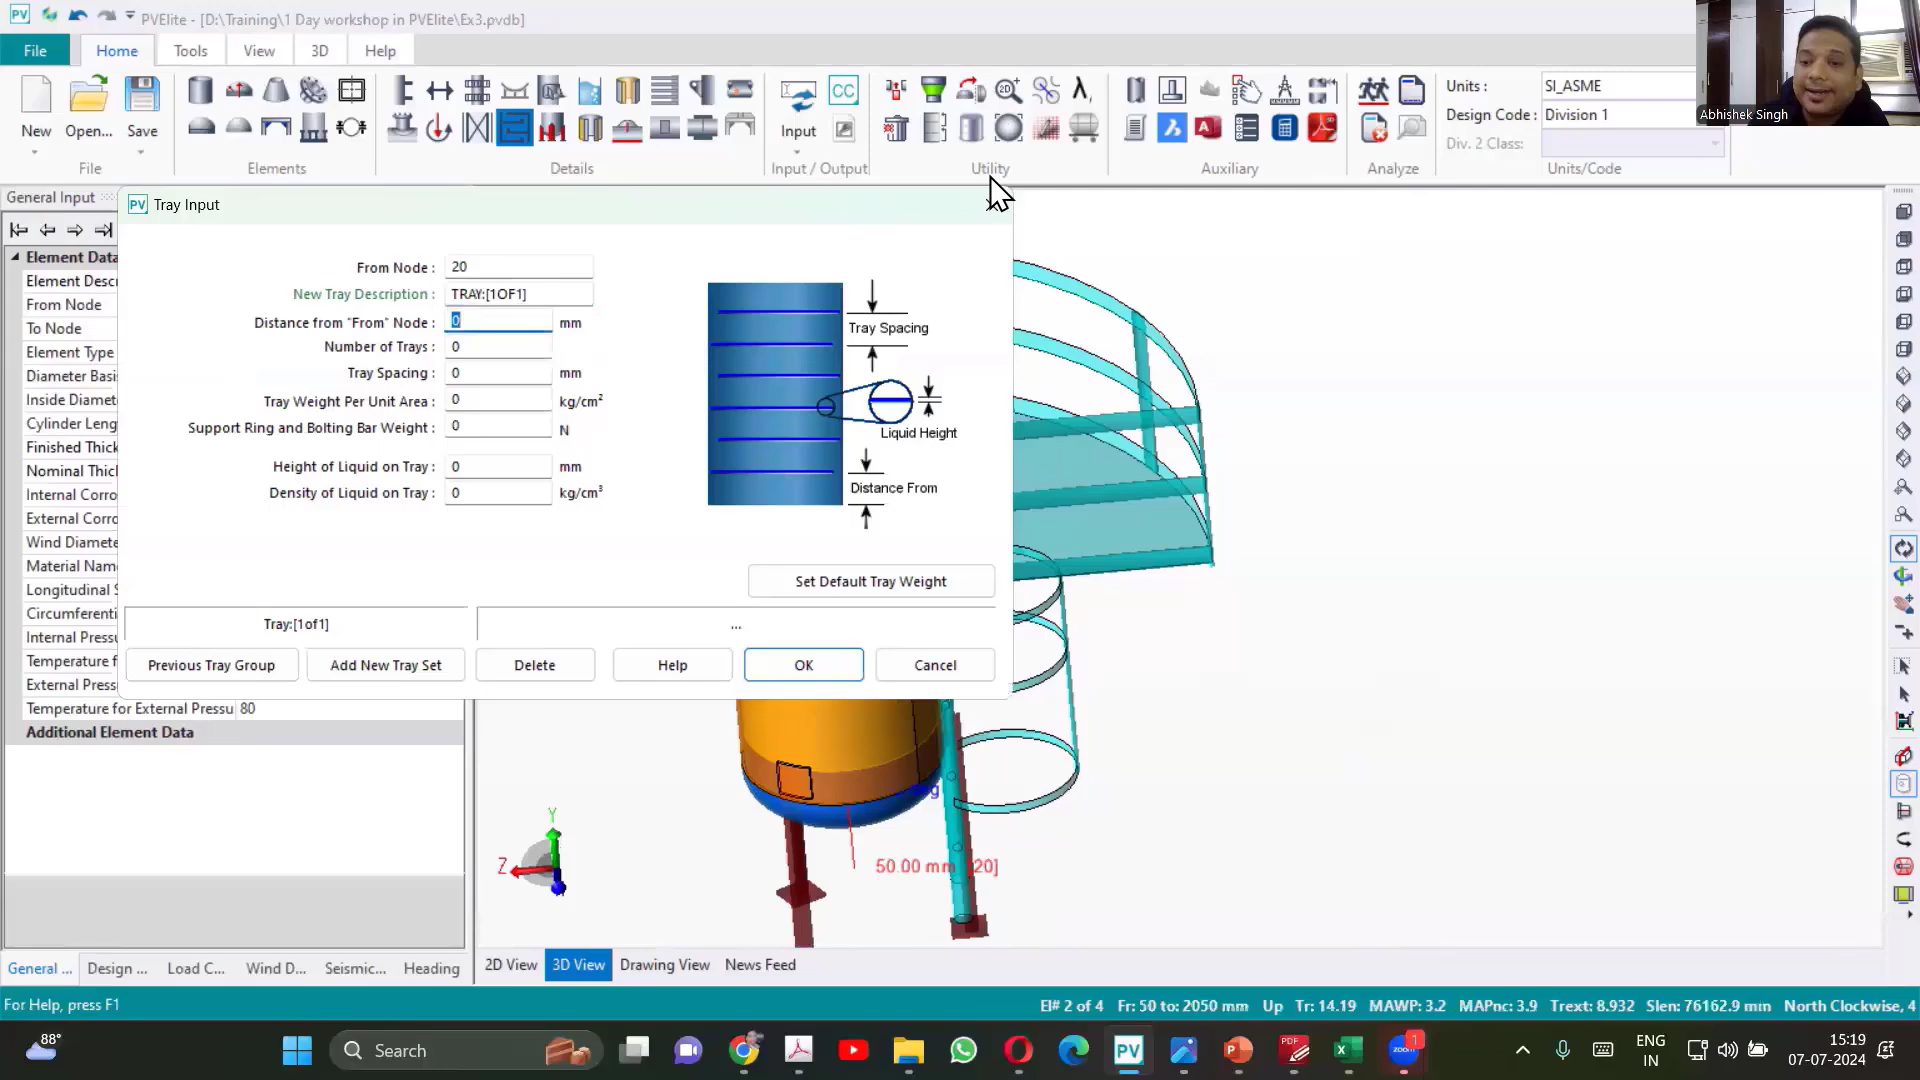 PVElite - [D:\Training\1 Day workshop in PVElite\Ex3.pvdb]
File
Home
Tools
View
3D
Help
New
Open...
Save
Input
CC
File
Elements
Details
Input / Output
Utility
Auxiliary
Analyze
Units/Code
Units :
SI_ASME
Design Code :
Division 1
Div. 2 Class:
Abhishek Singh
General Input
Element Data
Element Descr
From Node
To Node
Element Type
Diameter Basis
Inside Diamete
Cylinder Leng
Finished Thick
Nominal Thick
Internal Corro
External Corro
Wind Diamete
Material Name
Longitudinal S
Circumferenti
Internal Pressu
Temperature f
External Press
Temperature for External Pressu
80
Additional Element Data
PV
Tray Input
From Node :
20
New Tray Description :
TRAY:[1OF1]
Distance from "From" Node :
0
mm
Number of Trays :
0
Tray Spacing :
0
mm
Tray Weight Per Unit Area :
0
kg/cm²
Support Ring and Bolting Bar Weight :
0
N
Height of Liquid on Tray :
0
mm
Density of Liquid on Tray :
0
kg/cm³
Tray Spacing
Liquid Height
Distance From
Set Default Tray Weight
Tray:[1of1]
...
Previous Tray Group
Add New Tray Set
Delete
Help
OK
Cancel
50.00 mm
20]
Y
Z
General ...
Design ...
Load C...
Wind D...
Seismic...
Heading
2D View
3D View
Drawing View
News Feed
For Help, press F1
El# 2 of 4
Fr: 50 to: 2050 mm
Up
Tr: 14.19
MAWP: 3.2
MAPnc: 3.9
Trext: 8.932
Slen: 76162.9 mm
North Clockwise, 4
88°
Search
PV
zoom
1
ENG
IN
15:19
07-07-2024